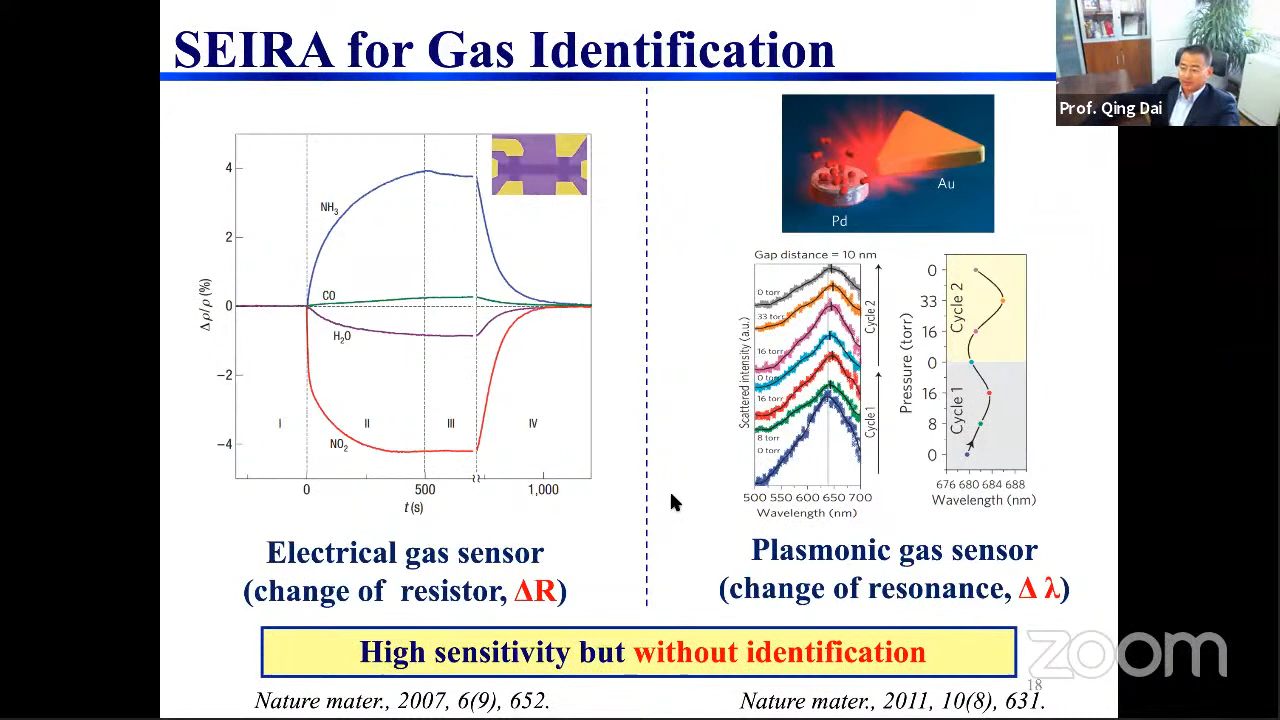 SEIRA for Gas Identification
Prof. Qing Dai
4
2
0
−2
−4
Δρ/ρ (%)
NH3
CO
H2O
NO2
I
II
III
IV
0
500
1,000
t (s)
Electrical gas sensor
(change of resistor, ΔR)
Au
Pd
Gap distance = 10 nm
Scattered intensity (a.u.)
0 torr
33 torr
16 torr
0 torr
16 torr
8 torr
0 torr
Cycle 2
Cycle 1
500 550 600 650 700
Wavelength (nm)
Pressure (torr)
0
33
16
0
16
8
0
Cycle 2
Cycle 1
676 680 684 688
Wavelength (nm)
Plasmonic gas sensor
(change of resonance, Δ λ)
High sensitivity but without identification
zoom
18
Nature mater., 2007, 6(9), 652.
Nature mater., 2011, 10(8), 631.